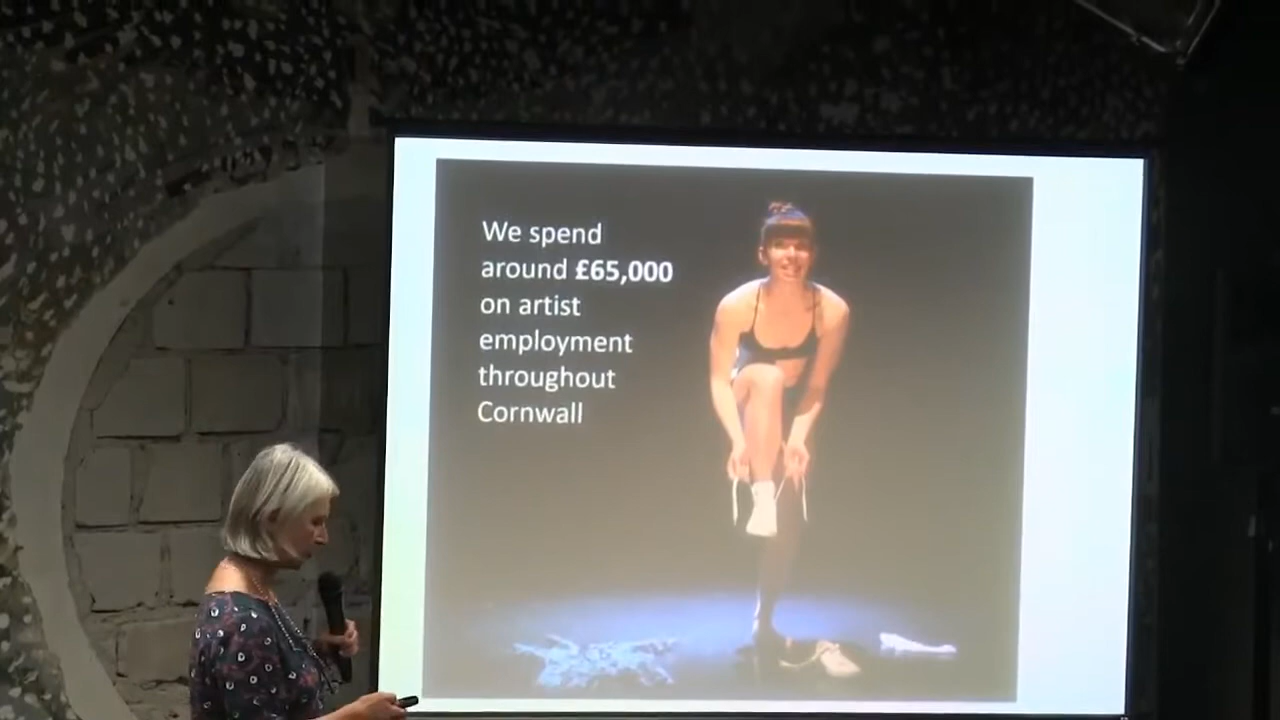 We spend
around £65,000
on artist
employment
throughout
Cornwall